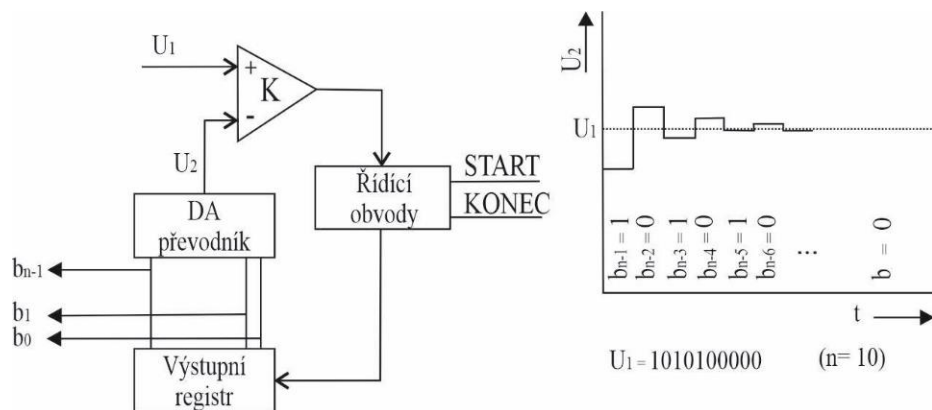 U1
+
K
-
U2
START
KONEC
Řídící
obvody
DA
převodník
bn-1
b1
b0
Výstupní
registr
U2
U1
bn-1 = 1
bn-2 = 0
bn-3 = 1
bn-4 = 0
bn-5 = 1
bn-6 = 0
...
b = 0
t
U1 = 1010100000 (n= 10)